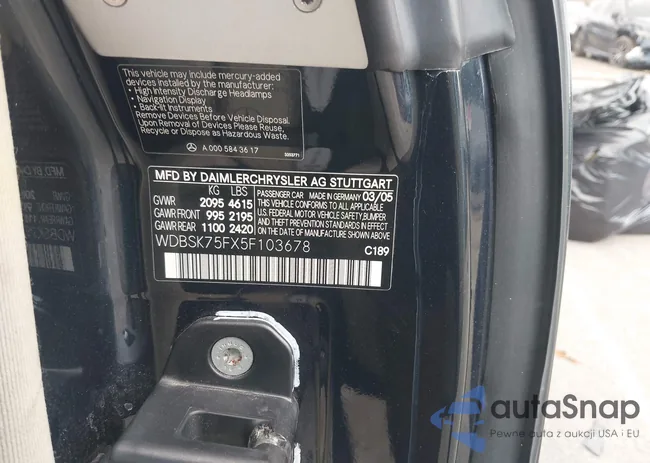 This vehicle may include mercury-added
devices installed by the manufacturer:
• High Intensity Discharge Headlamps
• Navigation Display
• Back-lit Instruments
Remove Devices Before Vehicle Disposal.
Upon Removal of Devices Please Reuse,
Recycle or Dispose as Hazardous Waste.
A 000 584 36 17
MFD BY DAIMLERCHRYSLER AG STUTTGART
KG LBS
GVWR 2095 4615
GAWR FRONT 995 2195
GAWR REAR 1100 2420
PASSENGER CAR MADE IN GERMANY 03/05
THIS VEHICLE CONFORMS TO ALL APPLICABLE
U.S. FEDERAL MOTOR VEHICLE SAFETY, BUMPER
AND THEFT PREVENTION STANDARDS
IN EFFECT ON THE DATE OF
MANUFACTURE SHOWN ABOVE.
WDBSK75FX5F103678
C189
autaSnap
Pewne auta z aukcji USA i EU